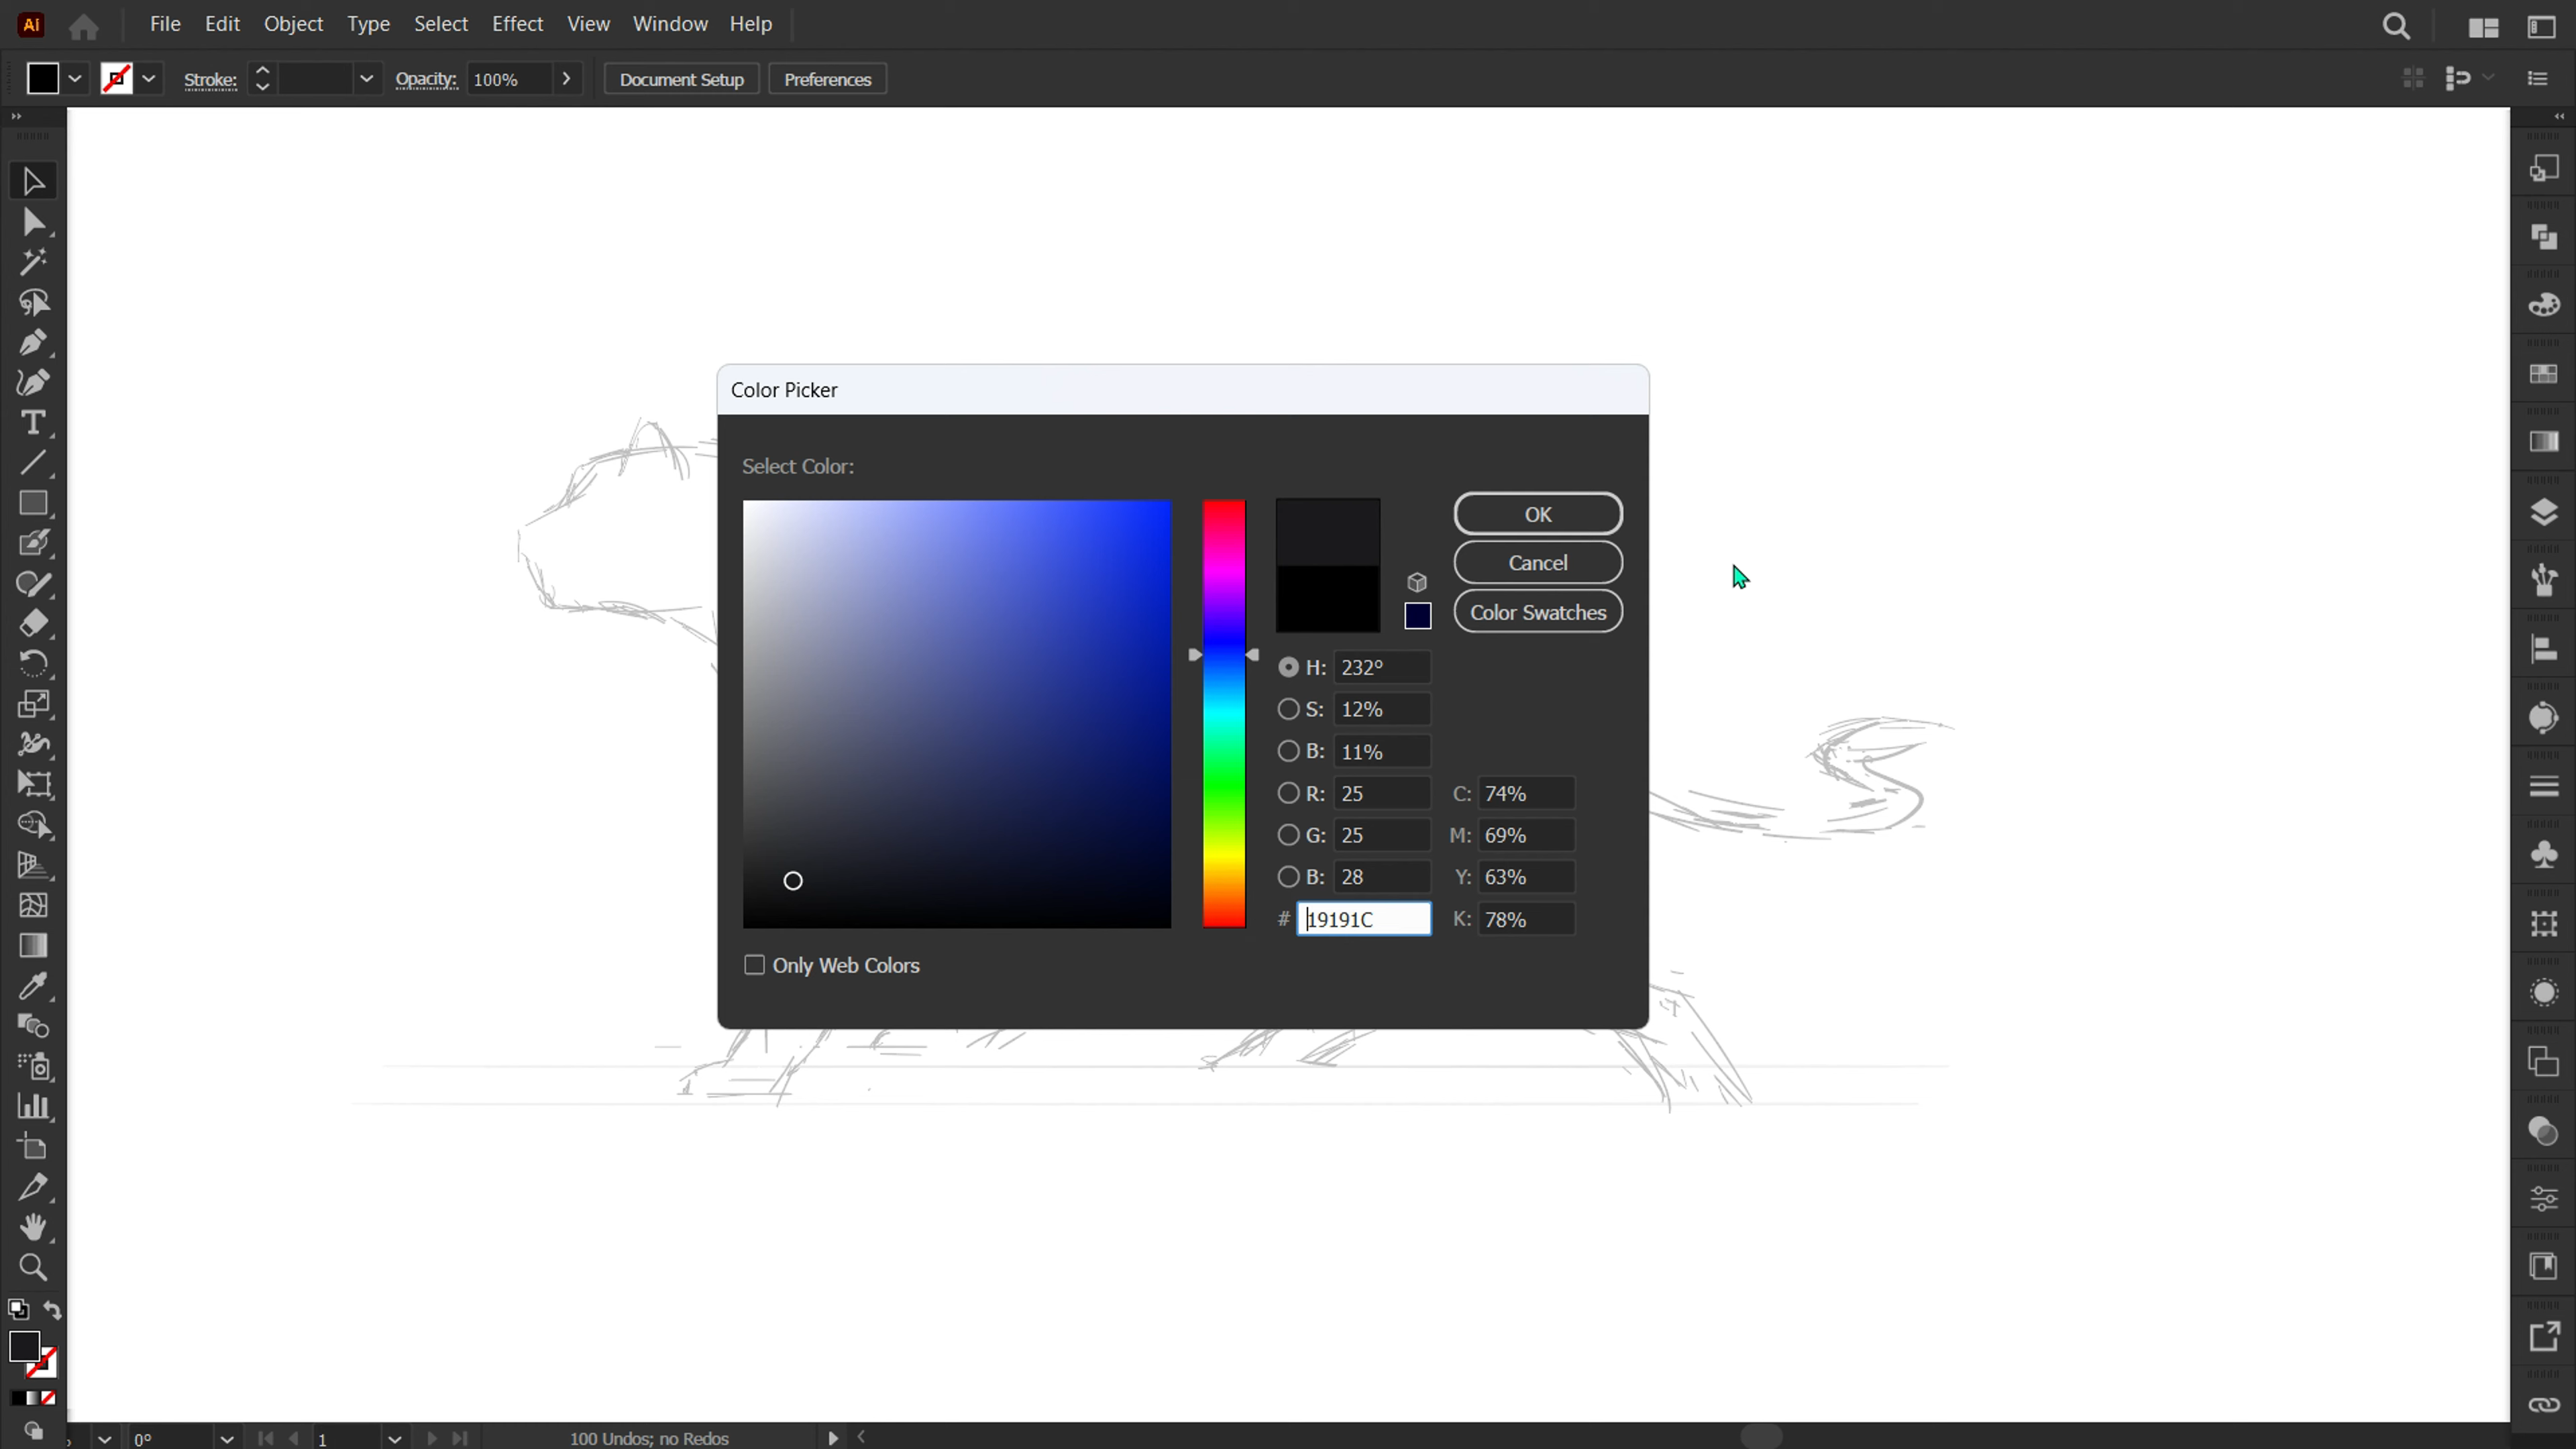 Ai File Edit Object Type Select Effect View Window Help
Stroke: Opacity: 100% Document Setup Preferences
Color Picker
Select Color:
OK
Cancel
Color Swatches
H: 232°
S: 12%
B: 11%
R: 25 C: 74%
G: 25 M: 69%
B: 28 Y: 63%
# 19191C K: 78%
Only Web Colors
0° 1 100 Undos; no Redos